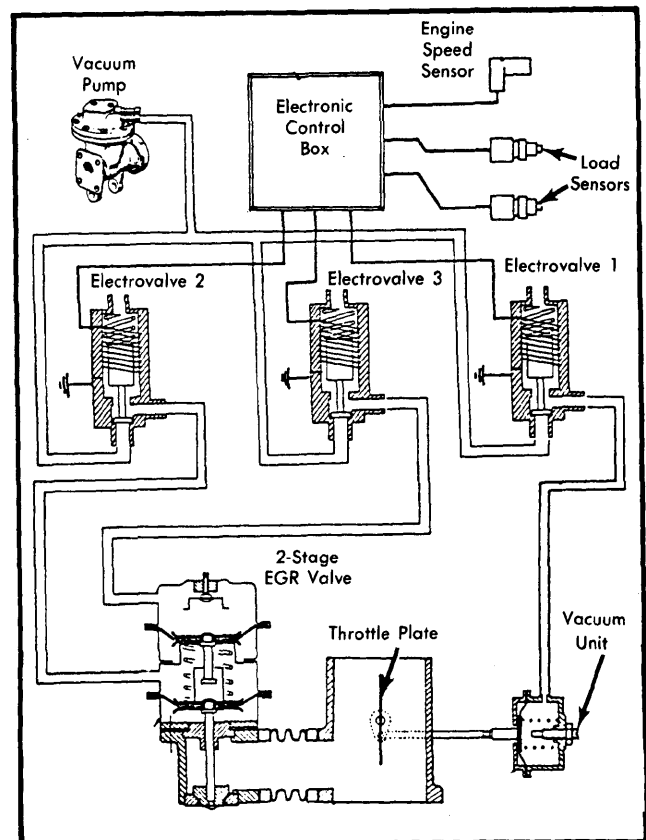 Engine
Speed
Sensor
Vacuum
Pump
Electronic
Control
Box
Load
Sensors
Electrovalve 2
Electrovalve 3
Electrovalve 1
2-Stage
EGR Valve
Throttle Plate
Vacuum
Unit